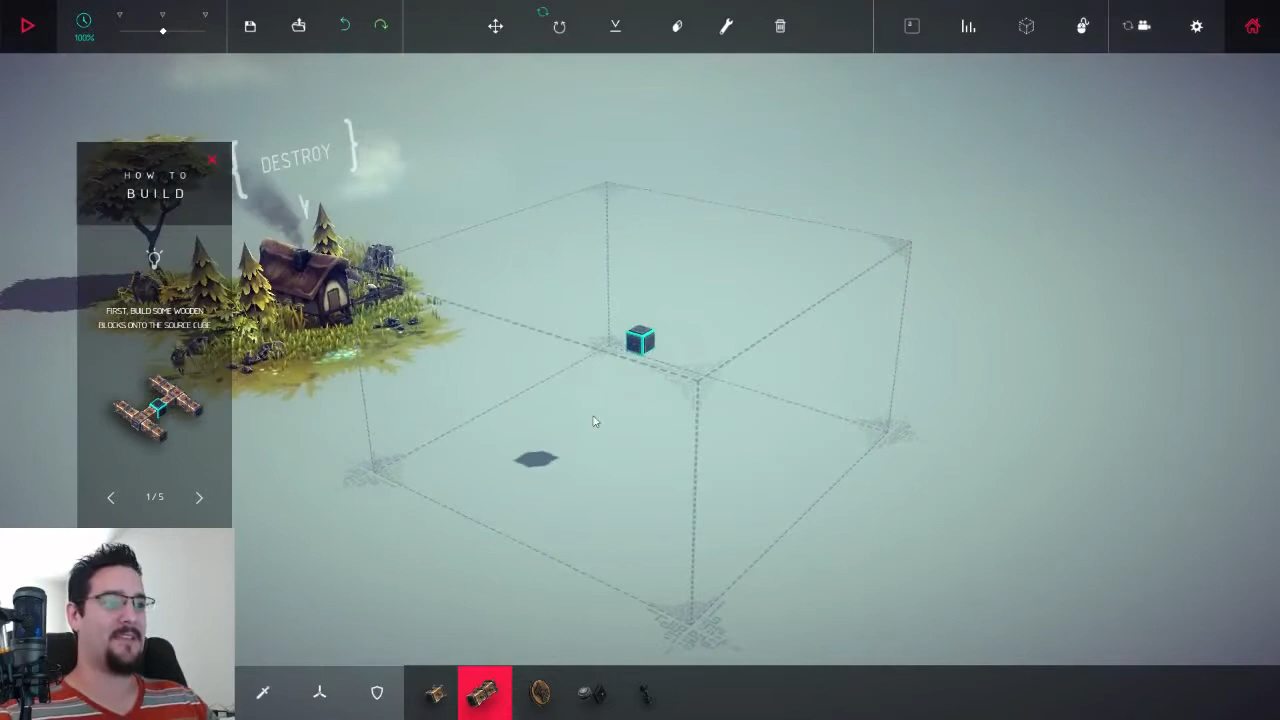 100%
DESTROY
HOW TO
BUILD
FIRST, BUILD SOME WOODEN
BLOCKS ONTO THE SOURCE CUBE
1/5